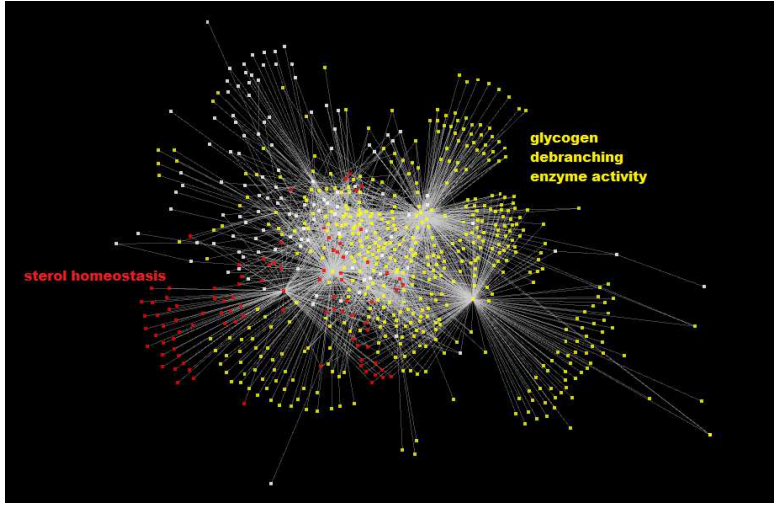 glycogen
debranching
enzyme activity
sterol homeostasis